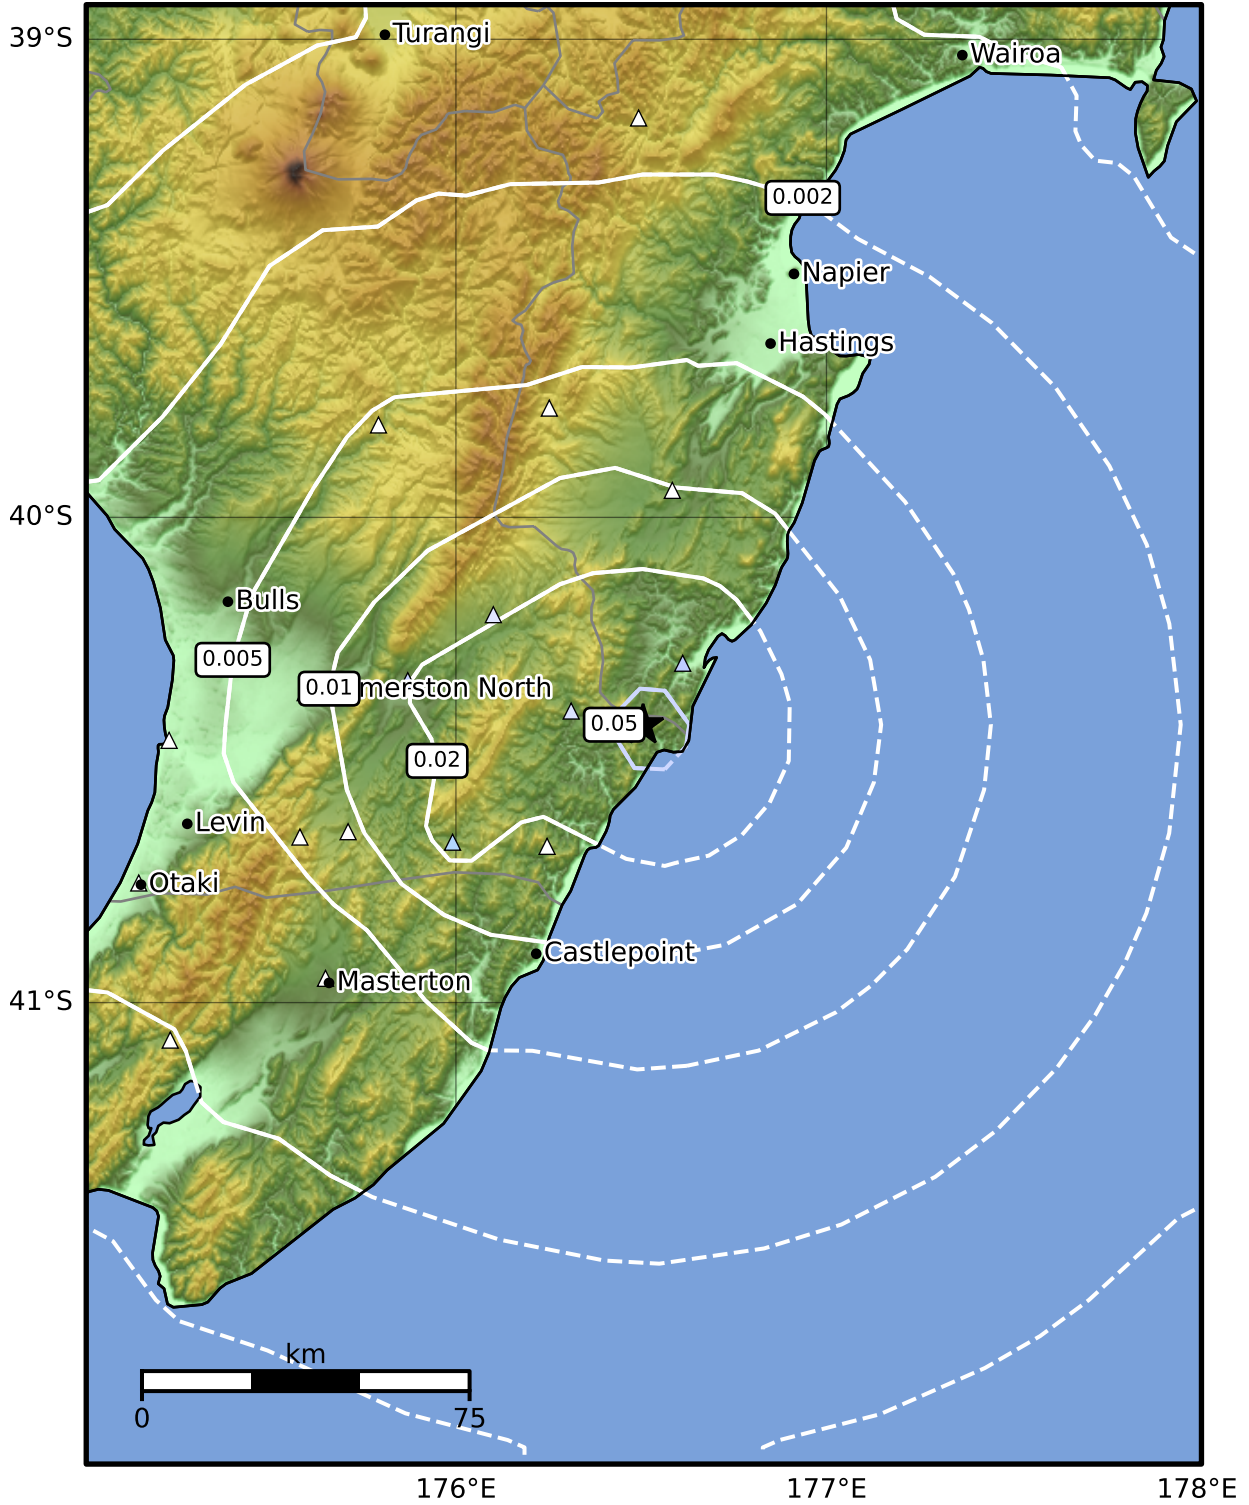 39°S
Turangi
Wairoa
0.002
Napier
Hastings
40°S
Bulls
0.005
0.01
merston North
0.05
0.02
Levin
Otaki
Castlepoint
Masterton
41°S
km
0 75
176°E 177°E 178°E